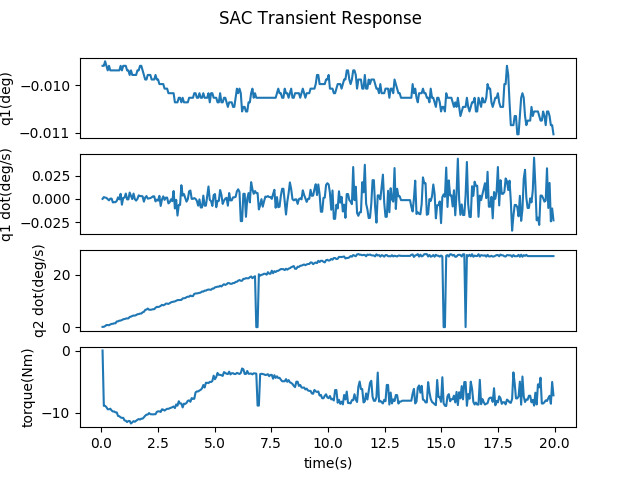 SAC Transient Response
q1(deg)
−0.010
−0.011
q1 dot(deg/s)
0.025
0.000
−0.025
q2 dot(deg/s)
20
0
torque(Nm)
0
−10
0.0 2.5 5.0 7.5 10.0 12.5 15.0 17.5 20.0
time(s)